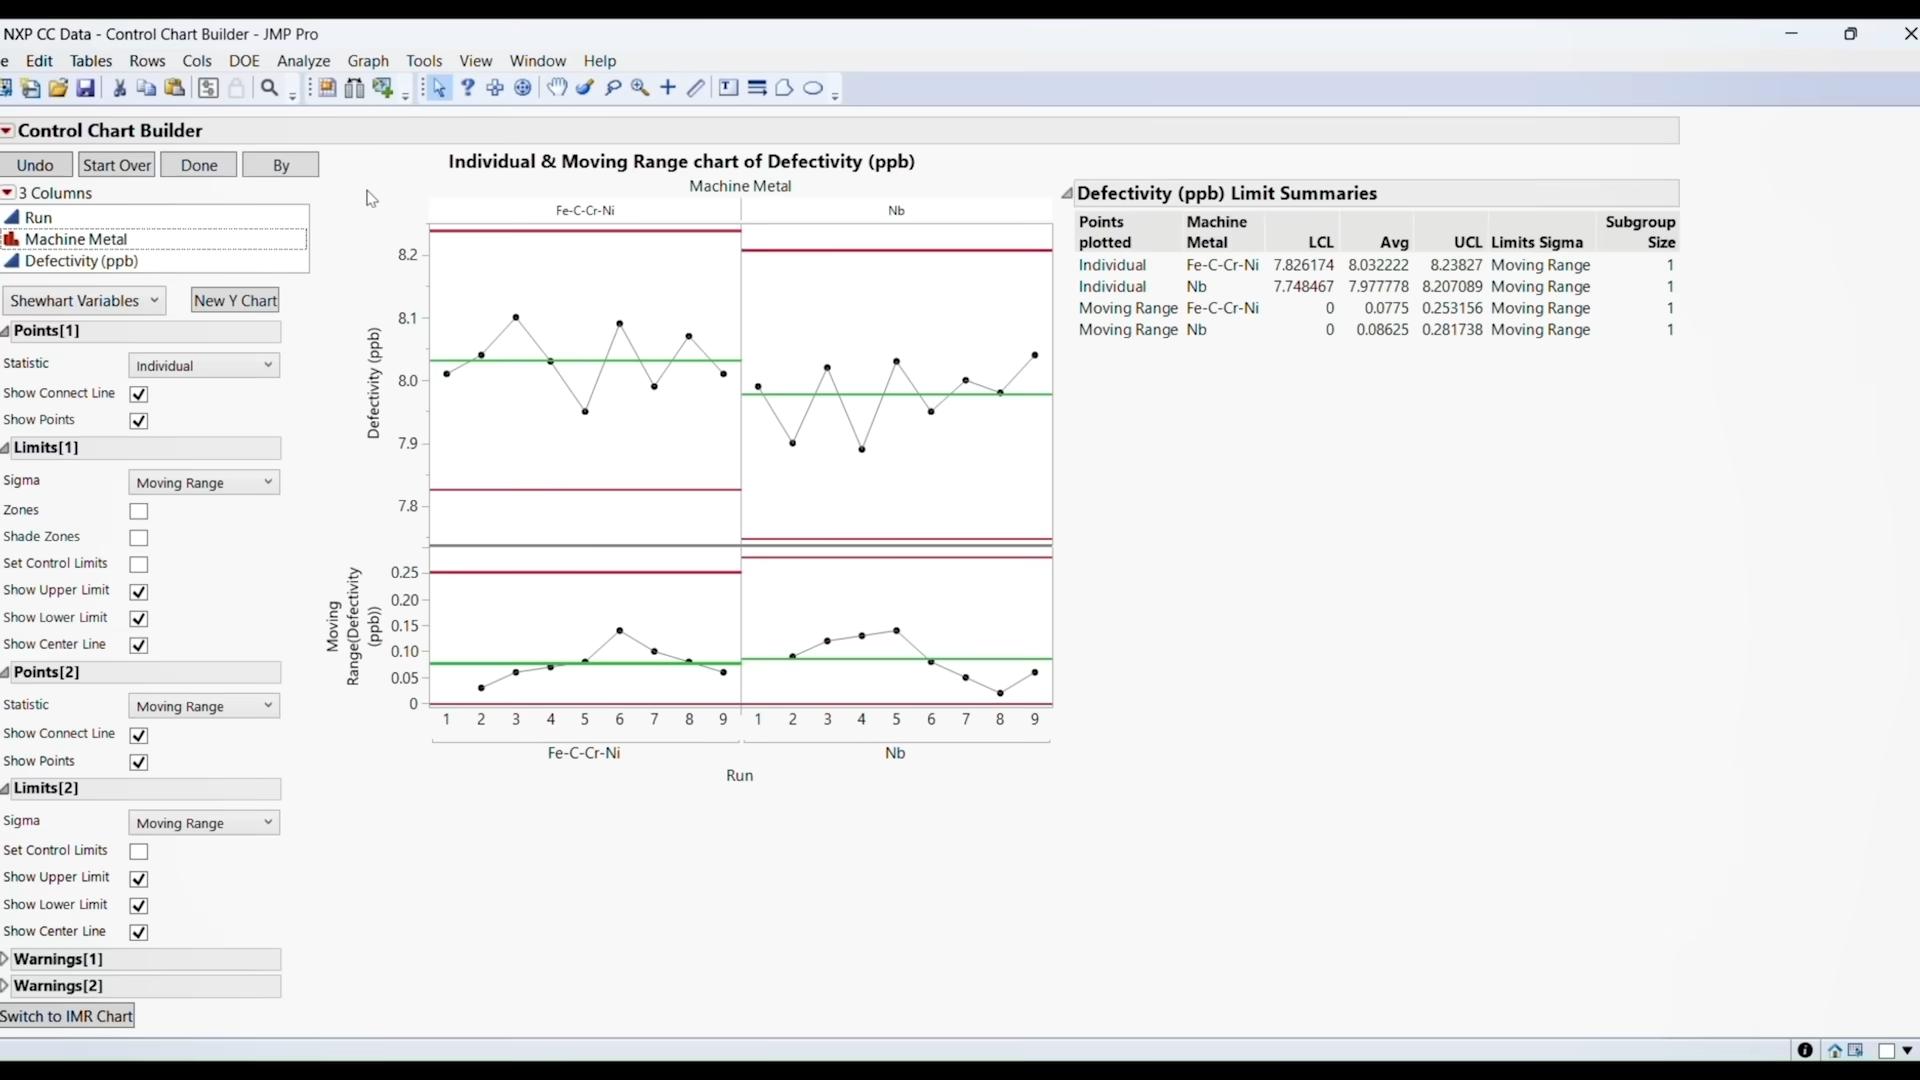 NXP CC Data - Control Chart Builder - JMP Pro
e Edit Tables Rows Cols DOE Analyze Graph Tools View Window Help
Control Chart Builder
Undo Start Over Done By
3 Columns
Run
Machine Metal
Defectivity (ppb)
Shewhart Variables New Y Chart
Points[1]
Statistic Individual
Show Connect Line
Show Points
Limits[1]
Sigma Moving Range
Zones
Shade Zones
Set Control Limits
Show Upper Limit
Show Lower Limit
Show Center Line
Points[2]
Statistic Moving Range
Show Connect Line
Show Points
Limits[2]
Sigma Moving Range
Set Control Limits
Show Upper Limit
Show Lower Limit
Show Center Line
Warnings[1]
Warnings[2]
Switch to IMR Chart
Individual & Moving Range chart of Defectivity (ppb)
Machine Metal
Fe-C-Cr-Ni Nb
Defectivity (ppb)
8.2
8.1
8.0
7.9
7.8
Moving
Range(Defectivity
(ppb))
0.25
0.20
0.15
0.10
0.05
0
1 2 3 4 5 6 7 8 9 1 2 3 4 5 6 7 8 9
Fe-C-Cr-Ni Nb
Run
Defectivity (ppb) Limit Summaries
Points Machine Subgroup
plotted Metal LCL Avg UCL Limits Sigma Size
Individual Fe-C-Cr-Ni 7.826174 8.032222 8.23827 Moving Range 1
Individual Nb 7.748467 7.977778 8.207089 Moving Range 1
Moving Range Fe-C-Cr-Ni 0 0.0775 0.253156 Moving Range 1
Moving Range Nb 0 0.08625 0.281738 Moving Range 1